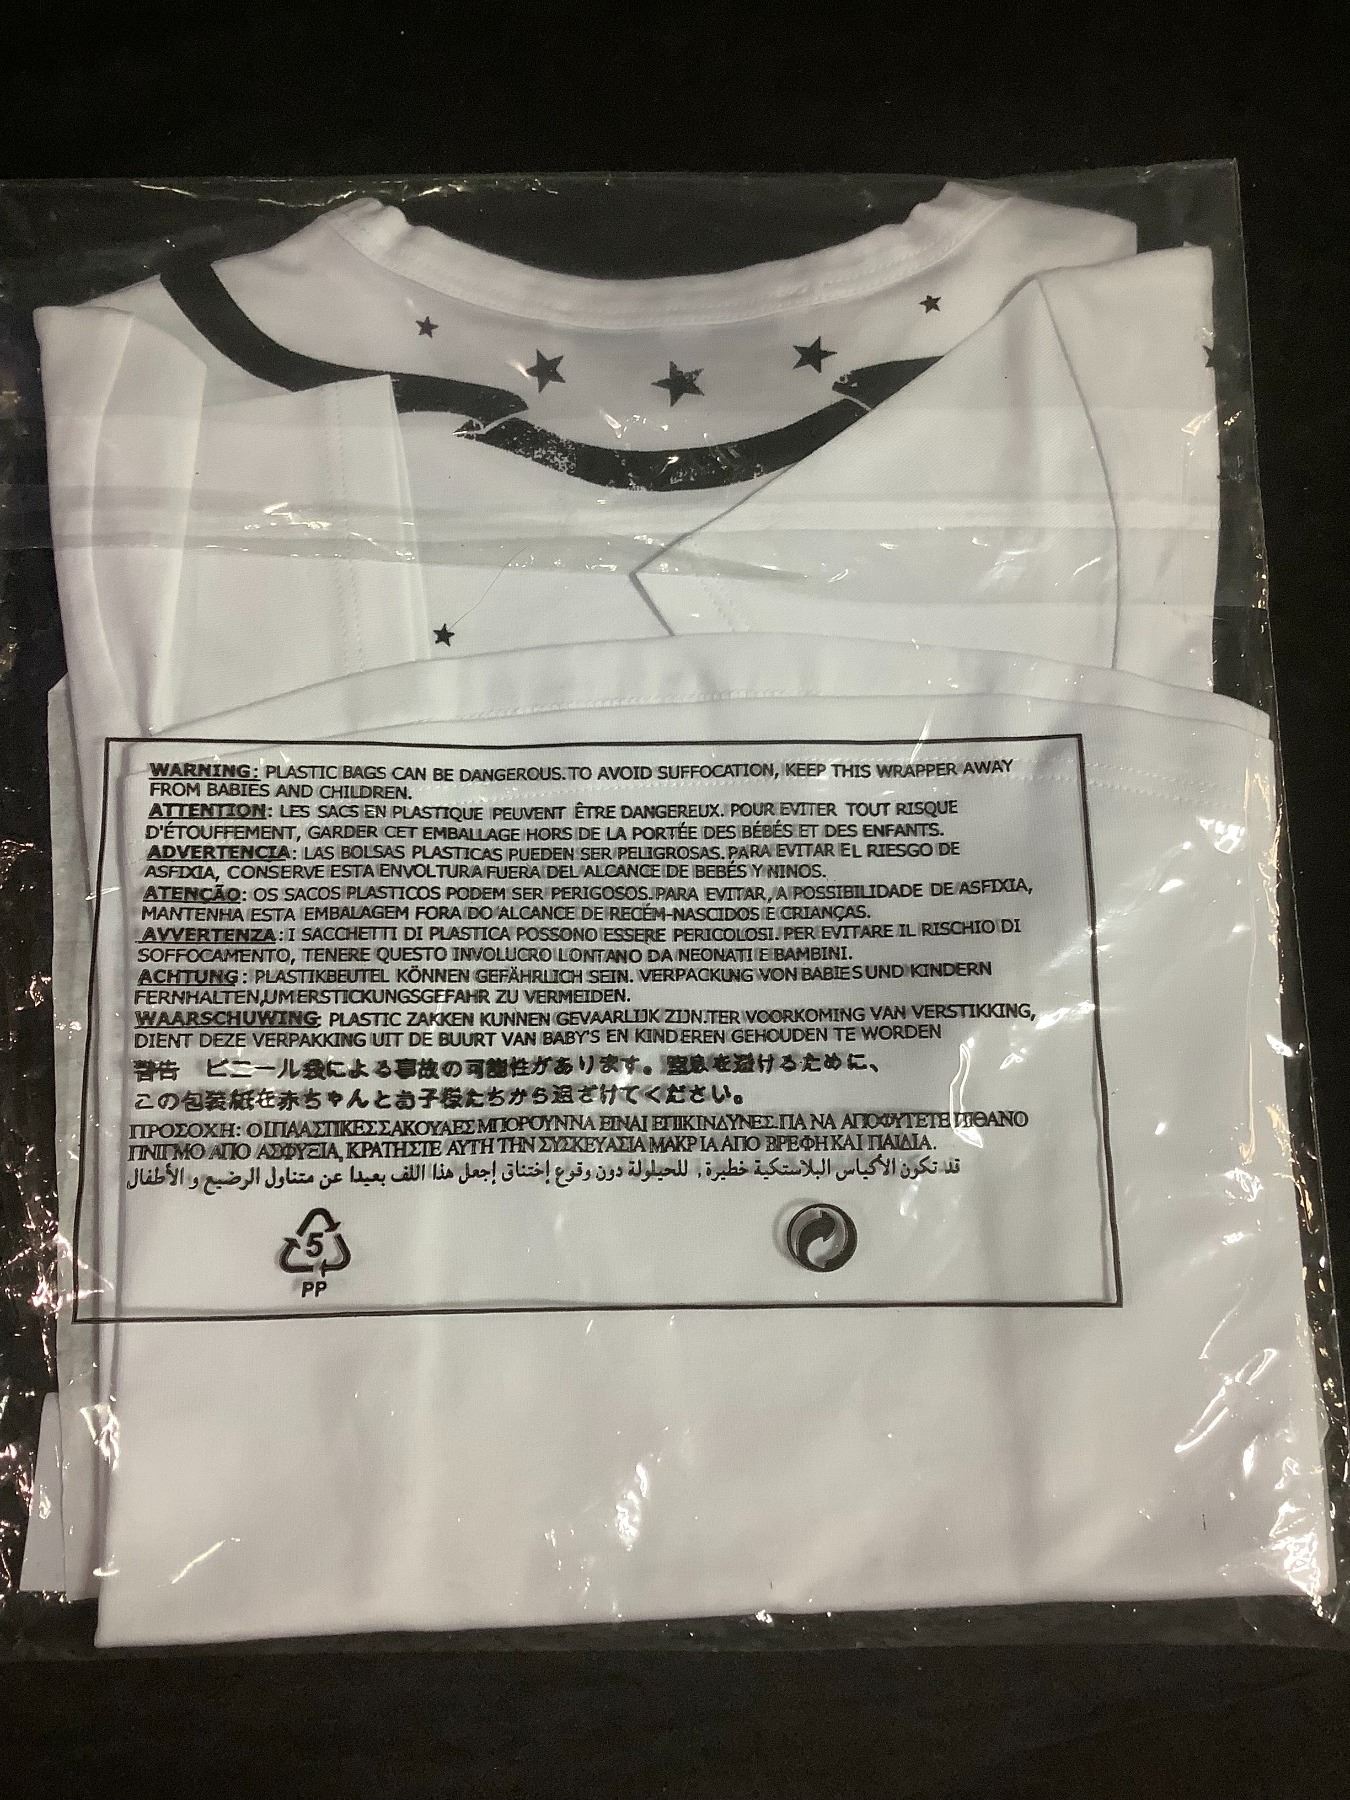 WARNING: PLASTIC BAGS CAN BE DANGEROUS.TO AVOID SUFFOCATION, KEEP THIS WRAPPER AWAY
FROM BABIES AND CHILDREN.
ATTENTION: LES SACS EN PLASTIQUE PEUVENT ÊTRE DANGEREUX. POUR EVITER TOUT RISQUE
D'ÉTOUFFEMENT, GARDER CET EMBALLAGE HORS DE LA PORTÉE DES BÉBÉS ET DES ENFANTS.
ADVERTENCIA: LAS BOLSAS PLASTICAS PUEDEN SER PELIGROSAS.PARA EVITAR EL RIESGO DE
ASFIXIA, CONSERVE ESTA ENVOLTURA FUERA DEL ALCANCE DE BEBÉS Y NINOS.
ATENÇÃO: OS SACOS PLASTICOS PODEM SER PERIGOSOS.PARA EVITAR, A POSSIBILIDADE DE ASFIXIA,
MANTENHA ESTA EMBALAGEM FORA DO ALCANCE DE RECÉM-NASCIDOS E CRIANÇAS.
AVVERTENZA: I SACCHETTI DI PLASTICA POSSONO ESSERE PERICOLOSI. PER EVITARE IL RISCHIO DI
SOFFOCAMENTO, TENERE QUESTO INVOLUCRO LONTANO DA NEONATI E BAMBINI.
ACHTUNG: PLASTIKBEUTEL KÖNNEN GEFÄHRLICH SEIN. VERPACKUNG VON BABIES UND KINDERN
FERNHALTEN,UM ERSTICKUNGSGEFAHR ZU VERMEIDEN.
WAARSCHUWING: PLASTIC ZAKKEN KUNNEN GEVAARLIJK ZIJN.TER VOORKOMING VAN VERSTIKKING,
DIENT DEZE VERPAKKING UIT DE BUURT VAN BABY'S EN KINDEREN GEHOUDEN TE WORDEN
警告 ビニール袋による事故の可能性があります。窒息を避けるために、
この包装紙を赤ちゃんとお子様たちから遠ざけてください。
ΠΡΟΣΟΧΗ: ΟΙ ΠΛΑΣΤΙΚΕΣ ΣΑΚΟΥΛΕΣ ΜΠΟΡΟΥΝ ΝΑ ΕΙΝΑΙ ΕΠΙΚΙΝΔΥΝΕΣ.ΓΙΑ ΝΑ ΑΠΟΦΥΤΕΤΕ ΠΙΘΑΝΟ
ΠΝΙΓΜΟ ΑΠΟ ΑΣΦΥΞΙΑ, ΚΡΑΤΗΣΤΕ ΑΥΤΗ ΤΗΝ ΣΥΣΚΕΥΑΣΙΑ ΜΑΚΡΙΑ ΑΠΟ ΒΡΕΦΗ ΚΑΙ ΠΑΙΔΙΑ.
قد تكون الأكياس البلاستكية خطيرة, للحيلولة دون وقوع إختناق إجعل هذا اللف بعيدا عن متناول الرضيع و الأطفال
5
PP